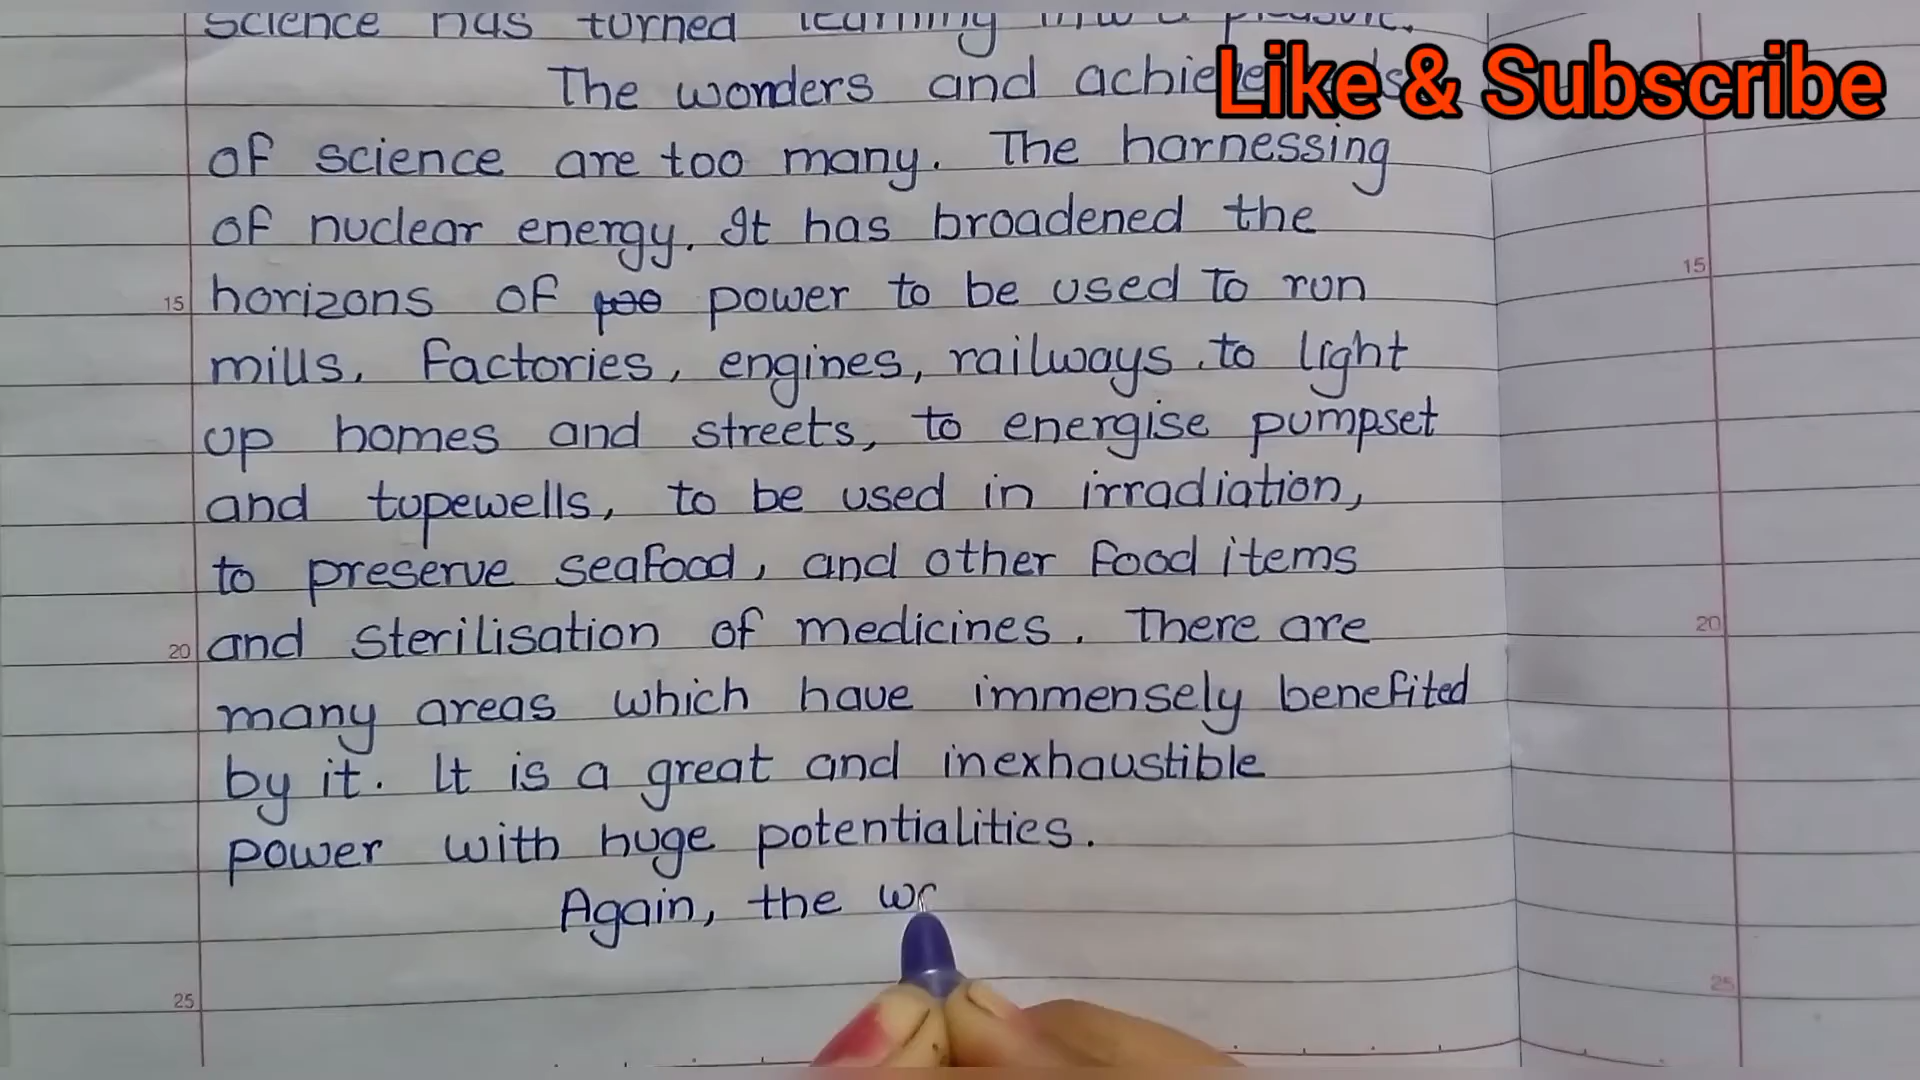 science has turned learning into a pleasure.
Like & Subscribe
The wonders and
of science are too many. The harnessing
of nuclear energy. It has broadened the
15 horizons of power to be used to run 15
mills, factories, engines, railways, to light
up homes and streets, to energise pumpset
and tupewells, to be used in irradiation,
to preserve seafood, and other food items
20 and sterilisation of medicines. There are 20
many areas which have immensely benefited
by it. It is a great and inexhaustible
power with huge potentialities.
Again, the
25 25